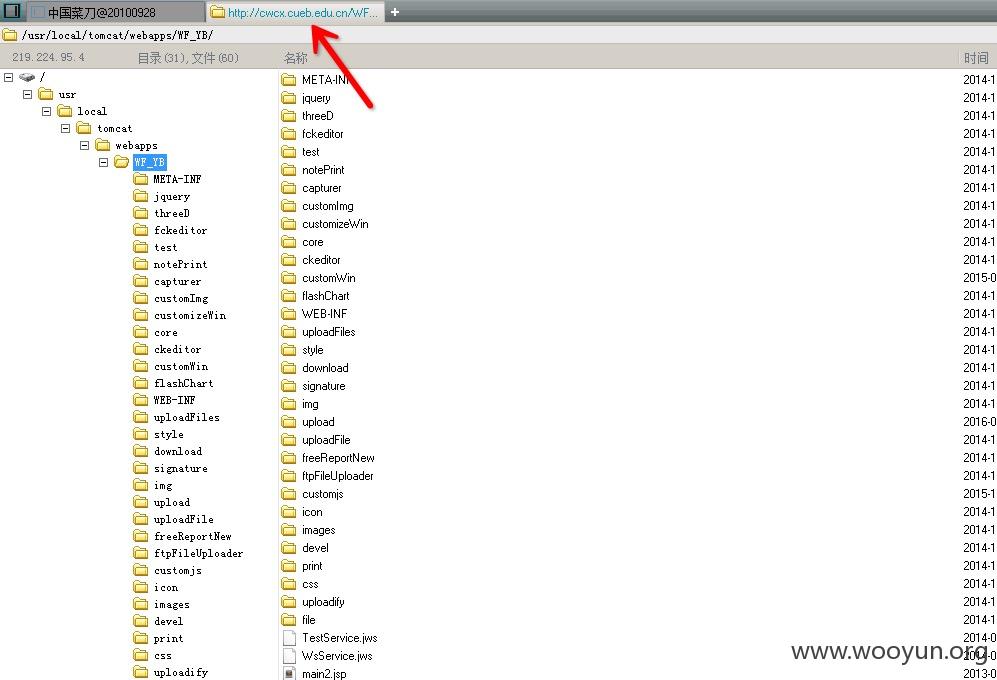 中国菜刀@20100928
http://cwcx.cueb.edu.cn/WF...
/usr/local/tomcat/webapps/WF_YB/
219.224.95.4 目录(31),文件(60) 名称 时间
/
usr
local
tomcat
webapps
WF_YB
META-INF
jquery
threeD
fckeditor
test
notePrint
capturer
customImg
customizeWin
core
ckeditor
customWin
flashChart
WEB-INF
uploadFiles
style
download
signature
img
upload
uploadFile
freeReportNew
ftpFileUploader
customjs
icon
images
devel
print
css
uploadify
META-INF 2014-1
jquery 2014-1
threeD 2014-1
fckeditor 2014-1
test 2014-1
notePrint 2014-1
capturer 2014-1
customImg 2014-1
customizeWin 2014-1
core 2014-1
ckeditor 2014-1
customWin 2015-0
flashChart 2014-1
WEB-INF 2014-1
uploadFiles 2014-1
style 2014-1
download 2014-1
signature 2014-1
img 2014-1
upload 2016-0
uploadFile 2014-1
freeReportNew 2014-1
ftpFileUploader 2014-1
customjs 2015-1
icon 2014-1
images 2014-1
devel 2014-1
print 2014-1
css 2014-1
uploadify 2014-1
file 2014-1
TestService.jws 2014-0
WsService.jws 2014-0
main2.jsp 2013-0
www.wooyun.org